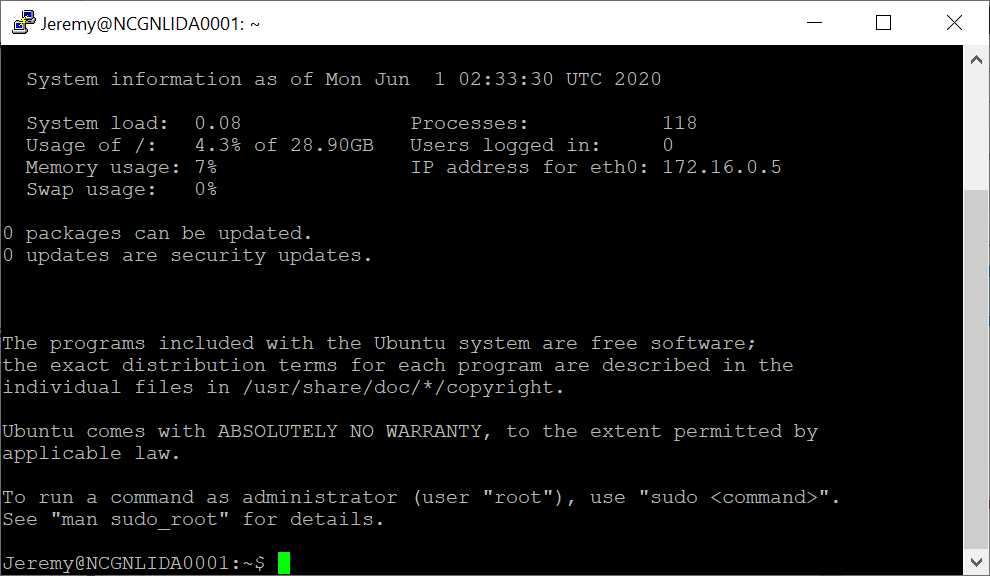 Jeremy@NCGNLIDA0001: ~
System information as of Mon Jun  1 02:33:30 UTC 2020
System load:  0.08              Processes:           118
Usage of /:   4.3% of 28.90GB   Users logged in:     0
Memory usage: 7%                IP address for eth0: 172.16.0.5
Swap usage:   0%
0 packages can be updated.
0 updates are security updates.
The programs included with the Ubuntu system are free software;
the exact distribution terms for each program are described in the
individual files in /usr/share/doc/*/copyright.
Ubuntu comes with ABSOLUTELY NO WARRANTY, to the extent permitted by
applicable law.
To run a command as administrator (user "root"), use "sudo <command>".
See "man sudo_root" for details.
Jeremy@NCGNLIDA0001:~$